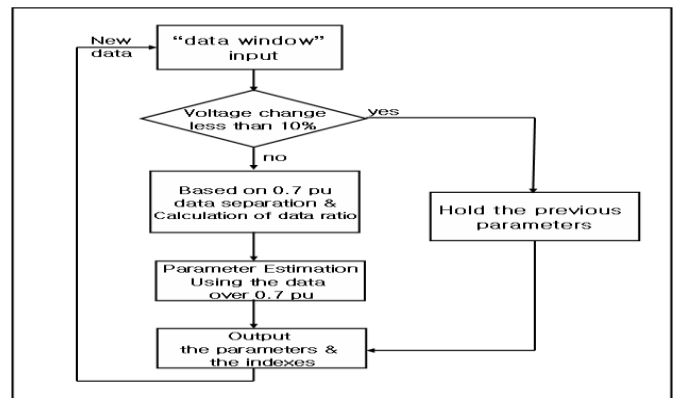 New
data
“data window”
input
Voltage change
less than 10%
yes
no
Based on 0.7 pu
data separation &
Calculation of data ratio
Hold the previous
parameters
Parameter Estimation
Using the data
over 0.7 pu
Output
the parameters &
the indexes